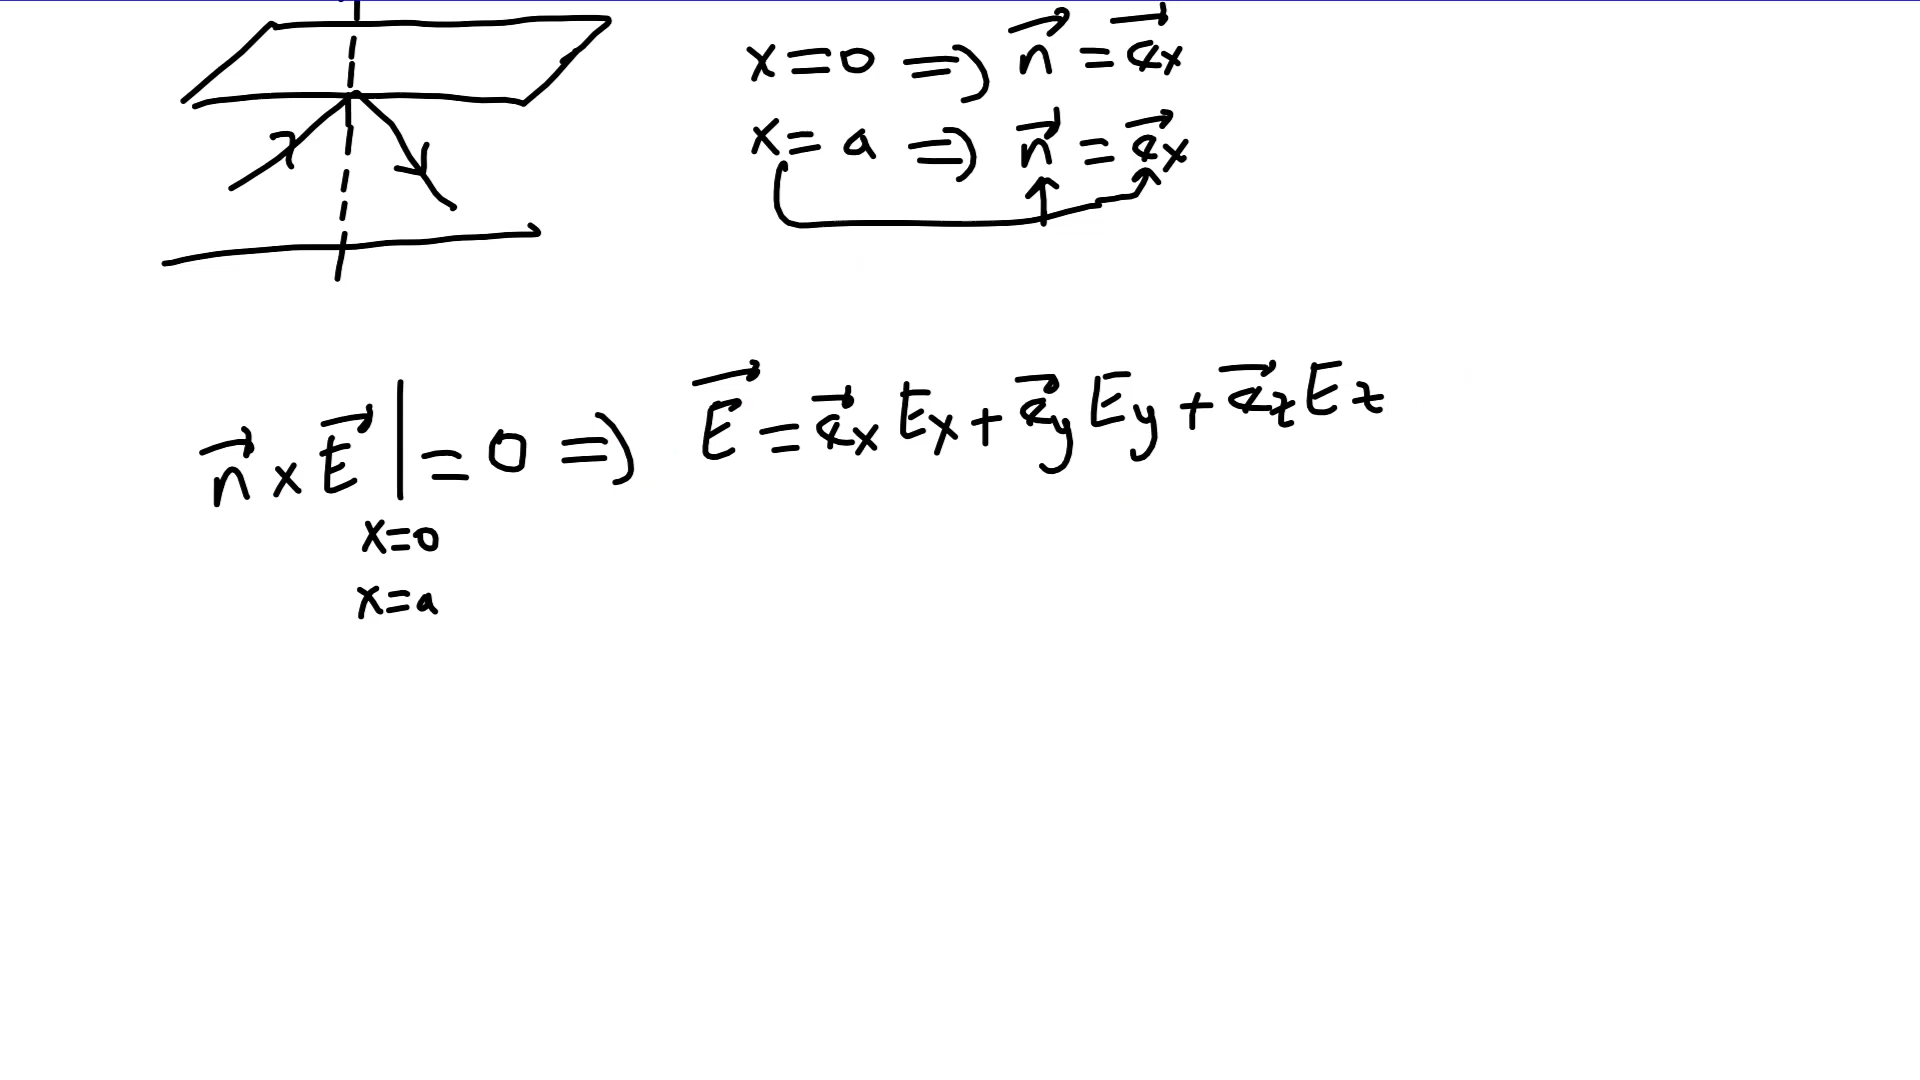 x=0 ⇒ n⃗ = a⃗x
x=a ⇒ n⃗ = a⃗x
n⃗ x E⃗ | = 0 ⇒ E⃗ = a⃗x Ex + a⃗y Ey + a⃗z Ez
x=0
x=a